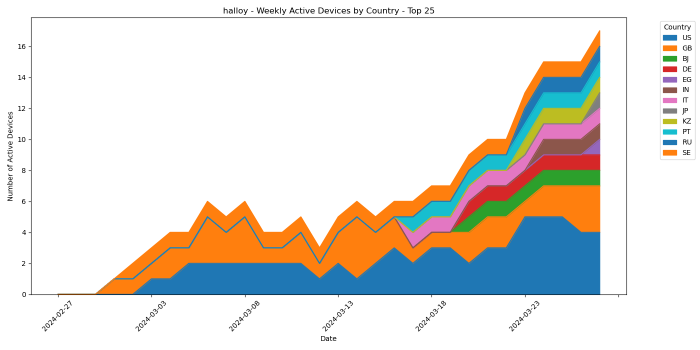 halloy - Weekly Active Devices by Country - Top 25
Number of Active Devices
16
14
12
10
8
6
4
2
0
2024-02-27
2024-03-03
2024-03-08
2024-03-13
2024-03-18
2024-03-23
Date
Country
US
GB
BJ
DE
EG
IN
IT
JP
KZ
PT
RU
SE